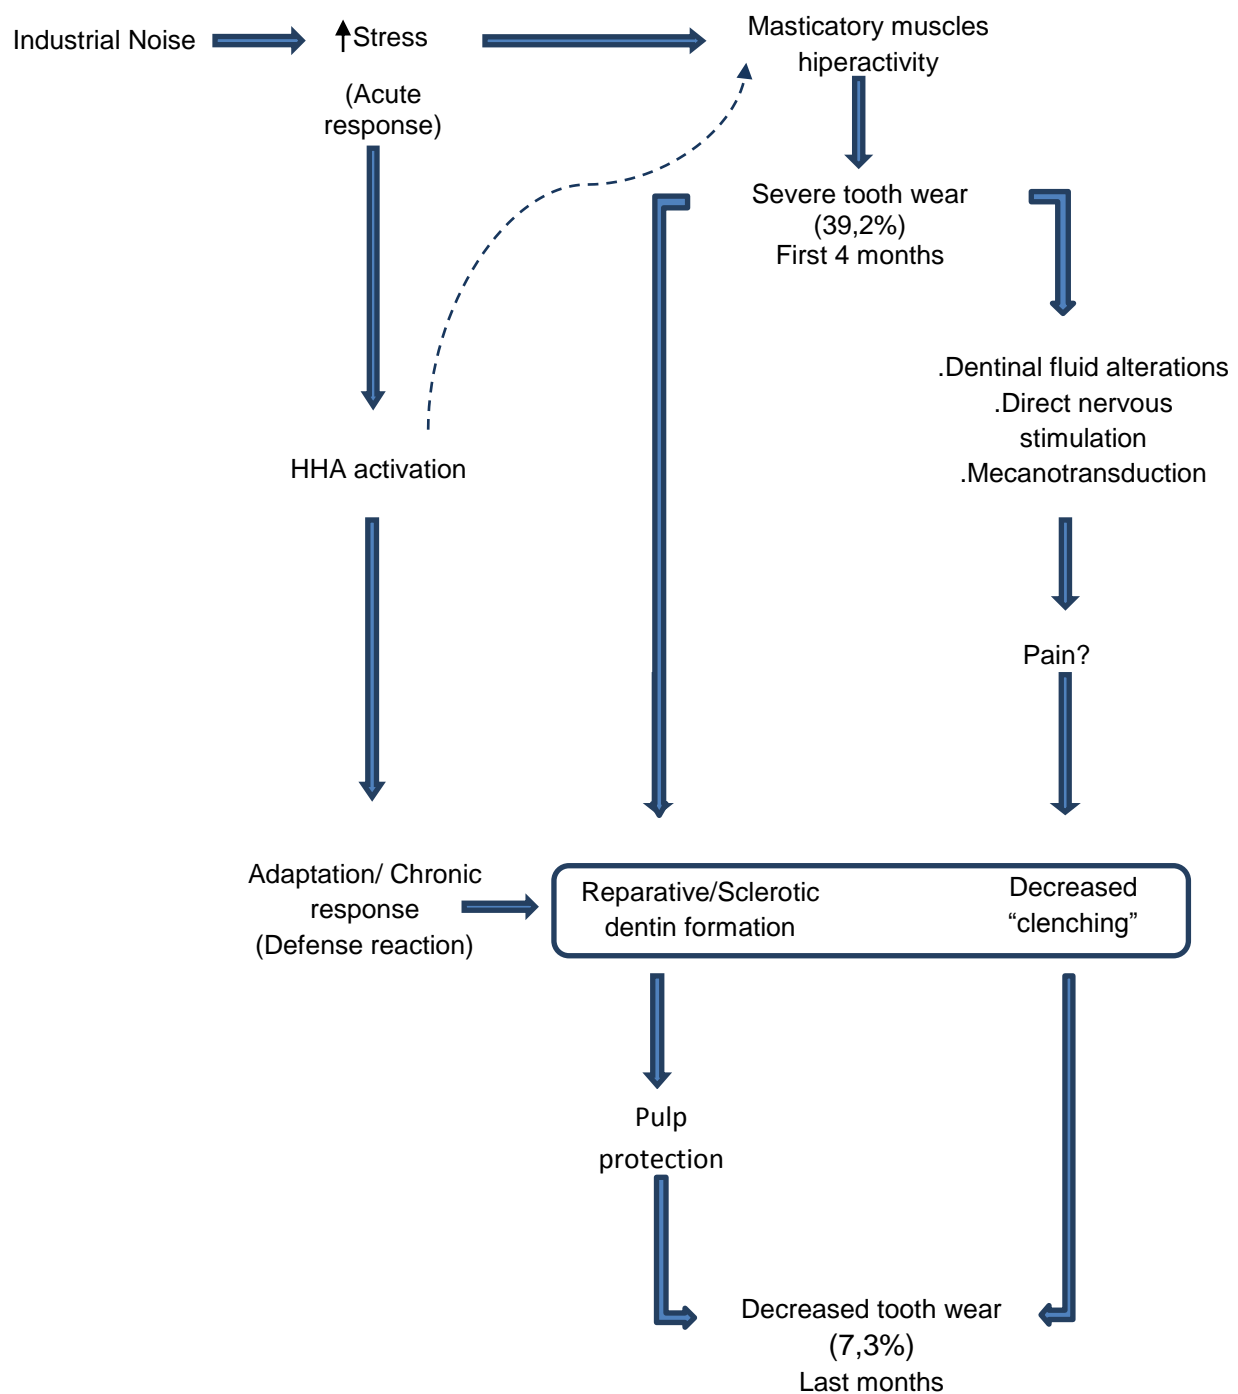 Industrial Noise
Stress
(Acute
response)
Masticatory muscles
hiperactivity
Severe tooth wear
(39,2%)
First 4 months
.Dentinal fluid alterations
.Direct nervous
stimulation
.Mecanotransduction
HHA activation
Pain?
Adaptation/ Chronic
response
(Defense reaction)
Reparative/Sclerotic
dentin formation
Decreased
“clenching”
Pulp
protection
Decreased tooth wear
(7,3%)
Last months